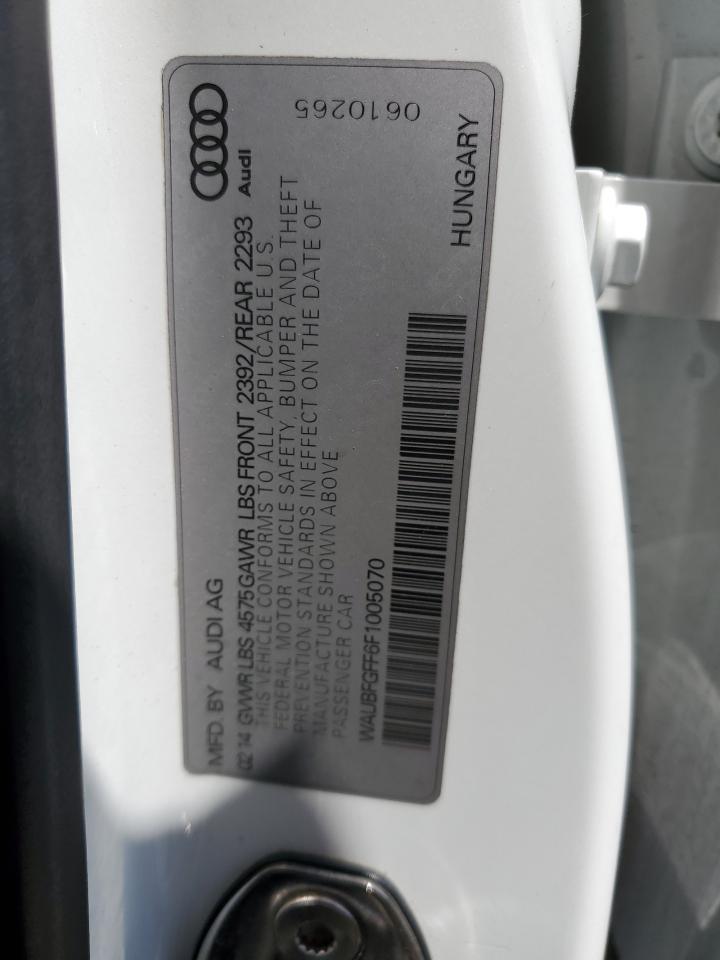 MFD. BY AUDI AG
Audi
02 14 GVWR LBS 4575 GAWR LBS FRONT 2392/REAR 2293
THIS VEHICLE CONFORMS TO ALL APPLICABLE U.S.
FEDERAL MOTOR VEHICLE SAFETY, BUMPER AND THEFT
PREVENTION STANDARDS IN EFFECT ON THE DATE OF
MANUFACTURE SHOWN ABOVE
PASSENGER CAR
WAUBFGFF6F1005070
HUNGARY
0610265